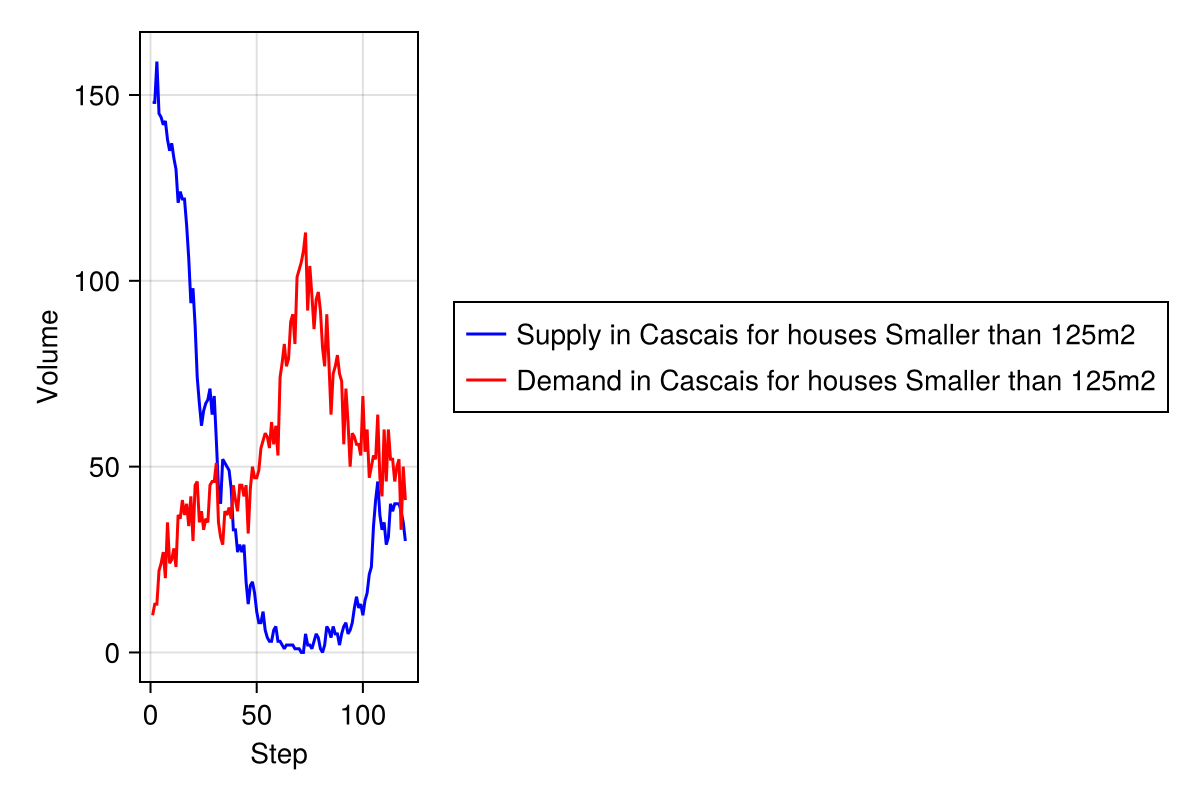 150
100
50
0
Volume
0 50 100
Step
Supply in Cascais for houses Smaller than 125m2
Demand in Cascais for houses Smaller than 125m2